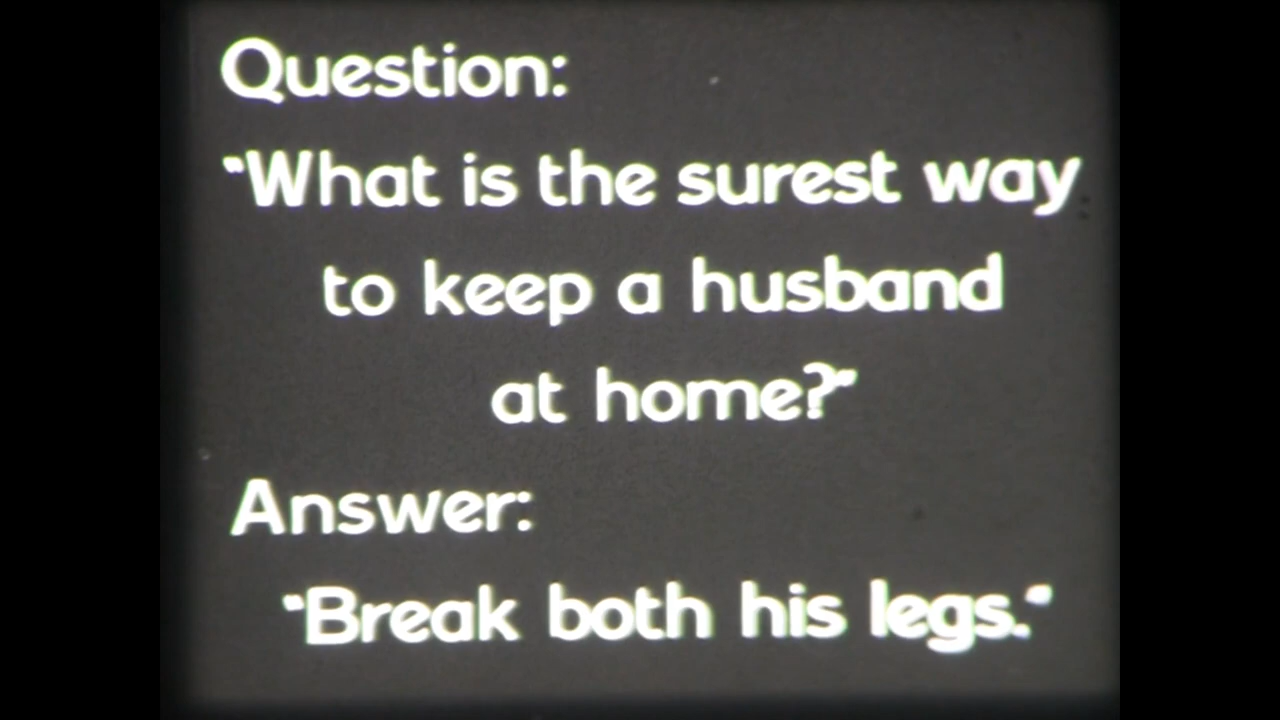 Question:
"What is the surest way
to keep a husband
at home?"
Answer:
"Break both his legs."